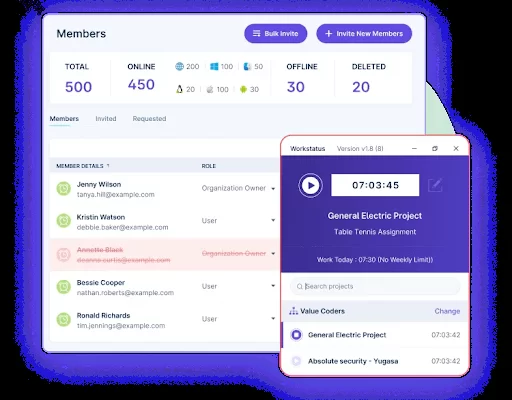 Members
Bulk Invite
Invite New Members
TOTAL
500
ONLINE
450
200
100
50
20
100
30
OFFLINE
30
DELETED
20
Members Invited Requested
MEMBER DETAILS ↑ ROLE
Jenny Wilson
tanya.hill@example.com
Organization Owner
Kristin Watson
debbie.baker@example.com
User
Annette Black
deanna.curtis@example.com
Organization Owner
Bessie Cooper
nathan.roberts@example.com
User
Ronald Richards
tim.jennings@example.com
User
Workstatus Version v1.8 (8)
07:03:45
General Electric Project
Table Tennis Assignment
Work Today : 07:30 (No Weekly Limit))
Search projects
Value Coders Change
General Electric Project 07:03:42
Absolute security - Yugasa 07:03:42